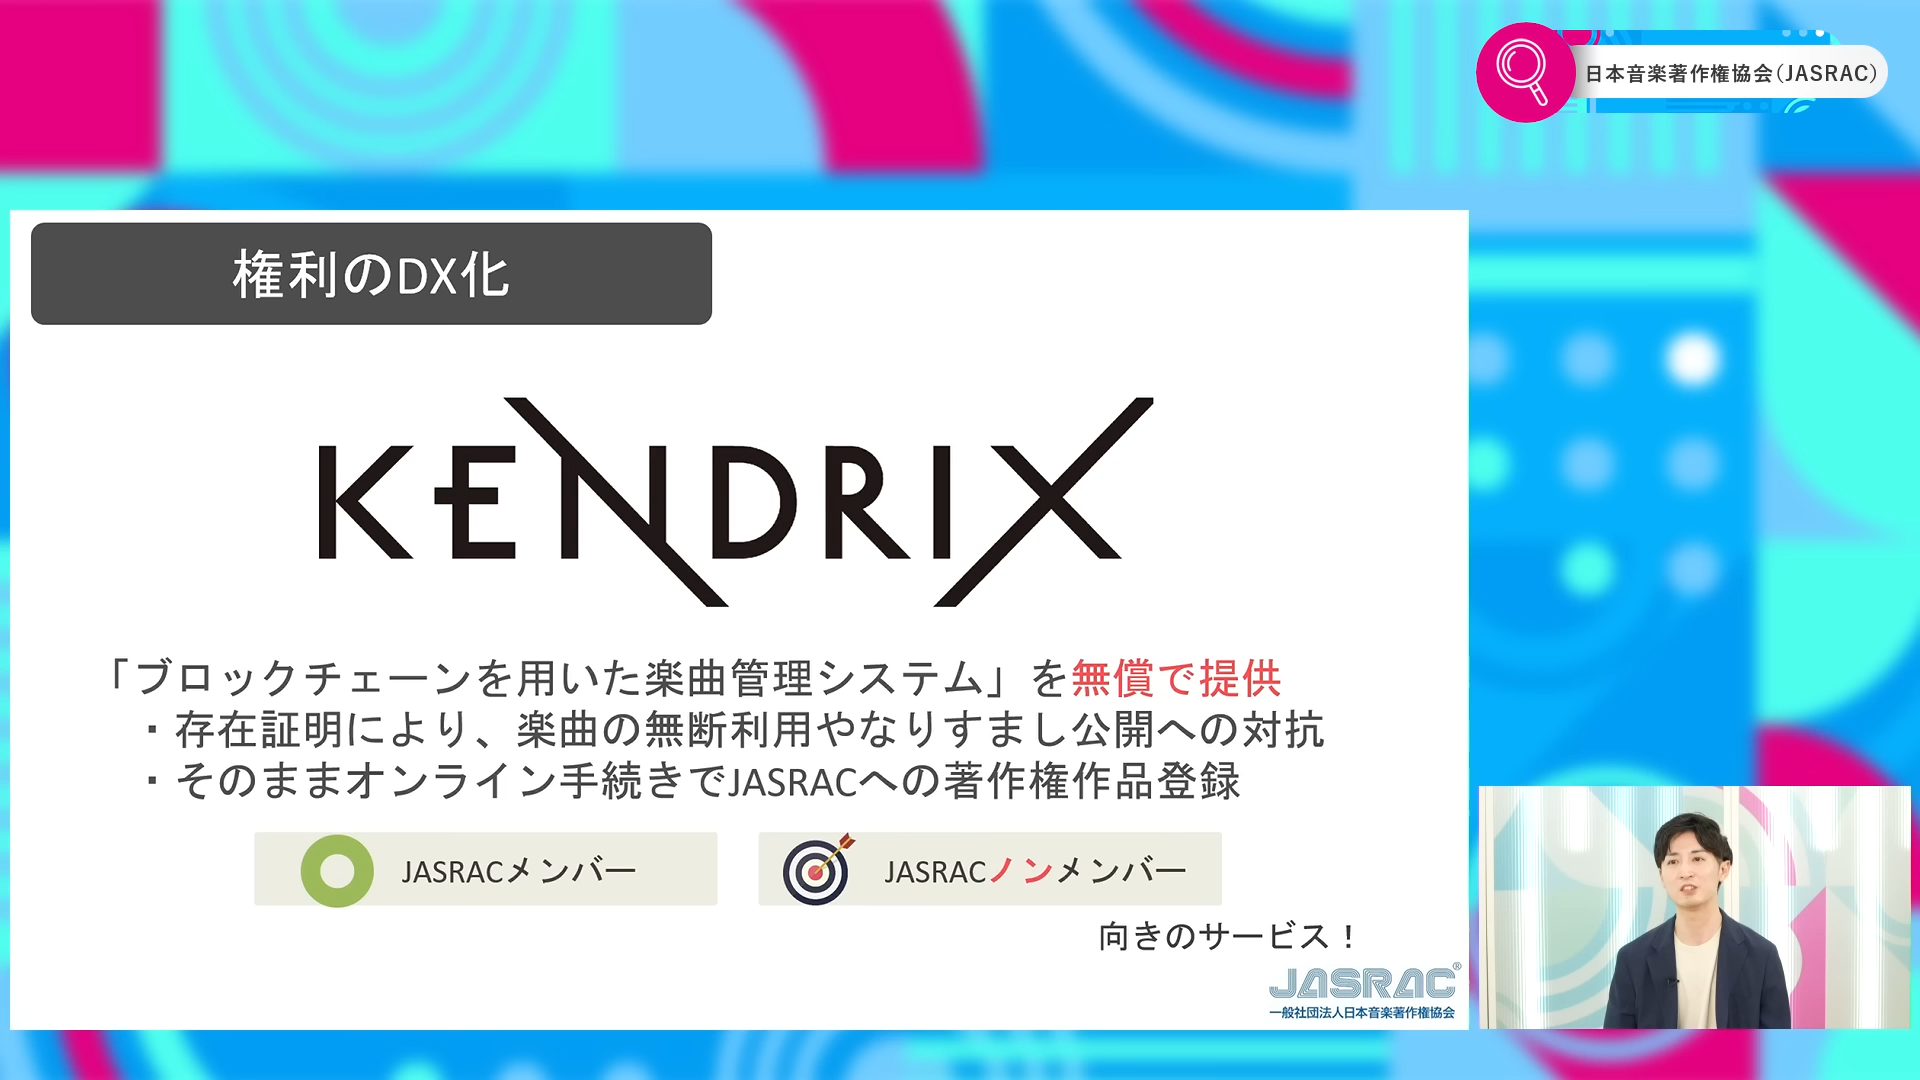 日本音楽著作権協会(JASRAC)
権利のDX化
KENDRIX
「ブロックチェーンを用いた楽曲管理システム」を無償で提供
・存在証明により、楽曲の無断利用やなりすまし公開への対抗
・そのままオンライン手続きでJASRACへの著作権作品登録
JASRACメンバー
JASRACノンメンバー
向きのサービス！
JASRAC®
一般社団法人日本音楽著作権協会